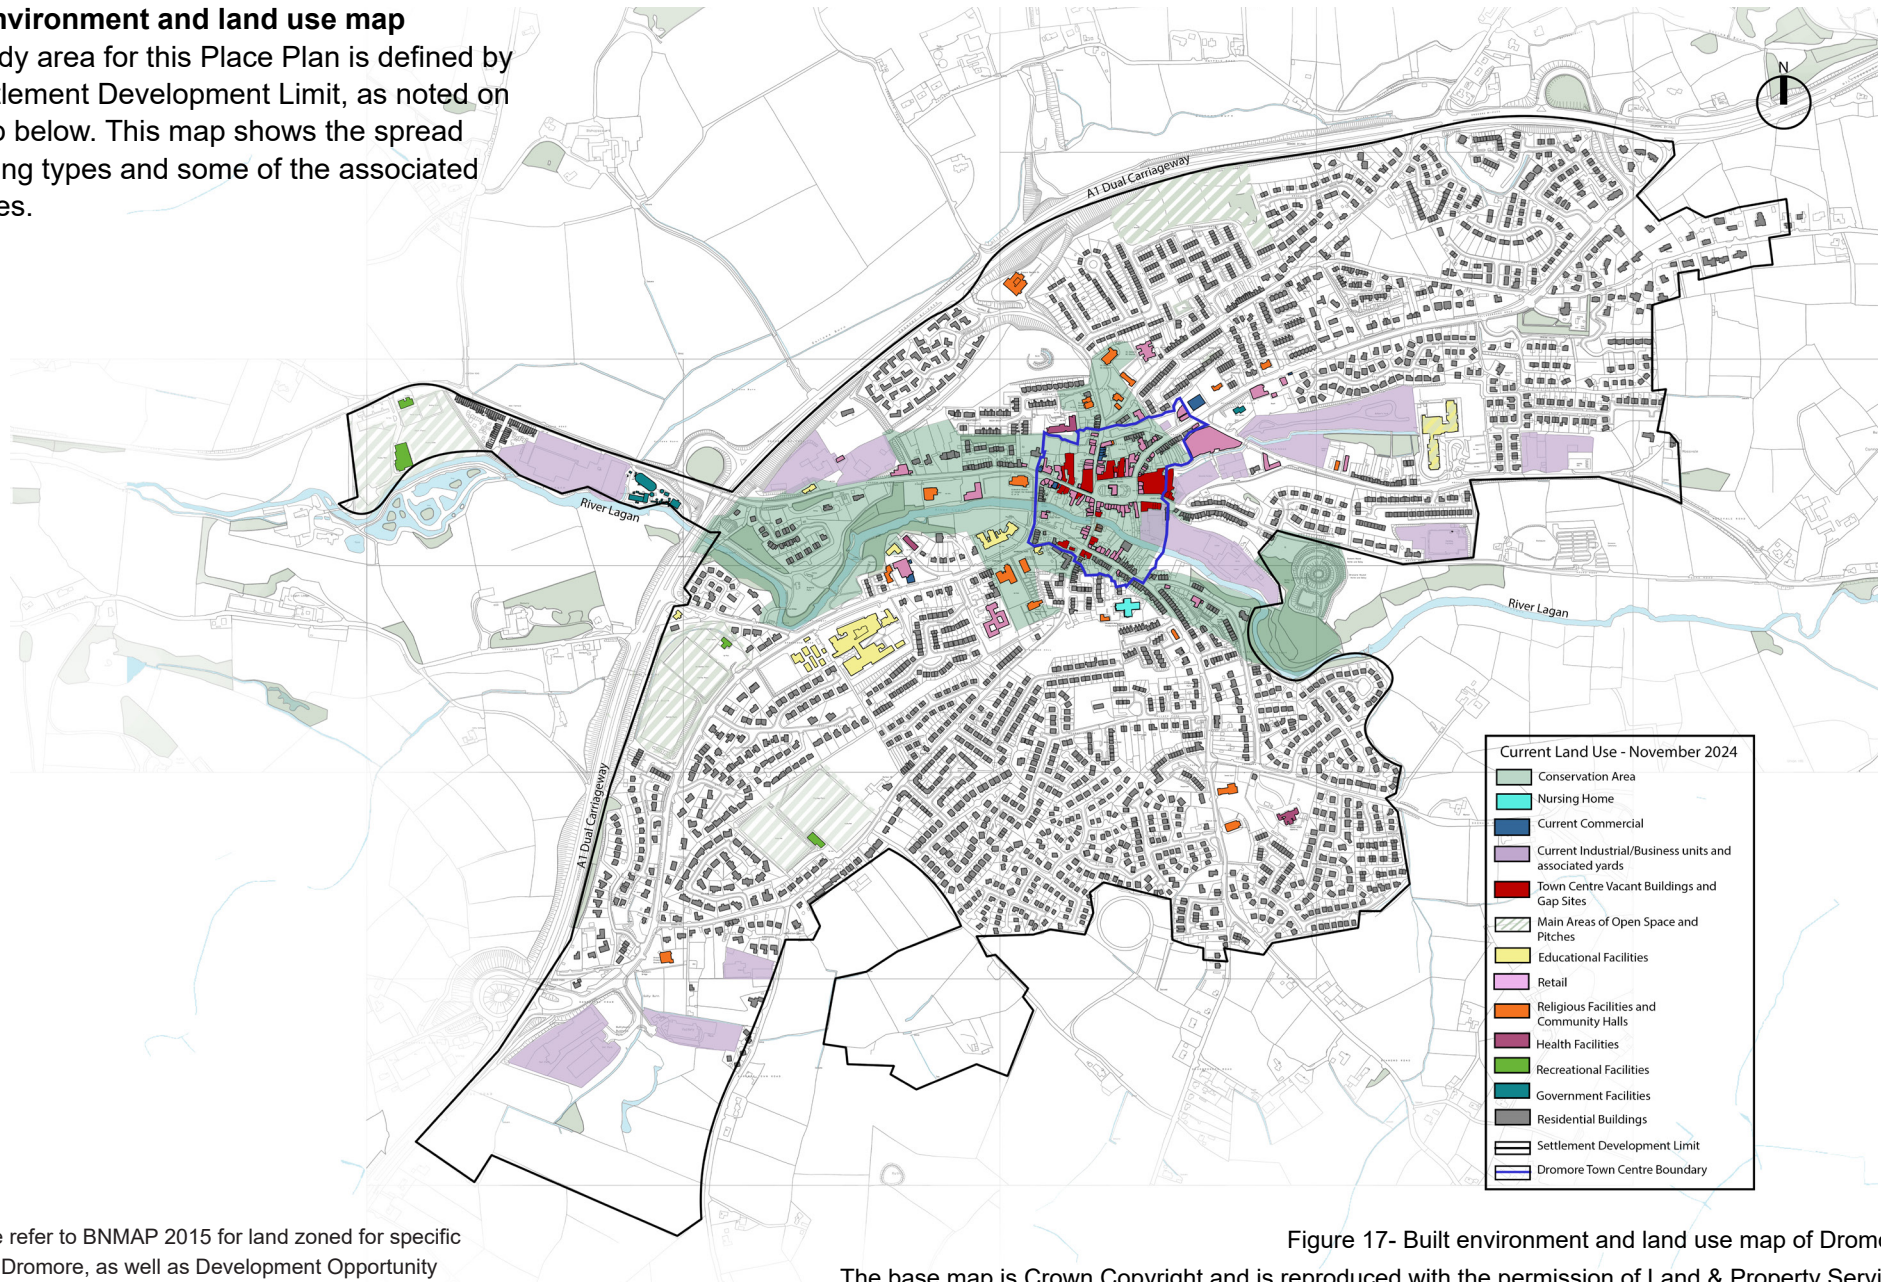 nvironment and land use map
dy area for this Place Plan is defined by
tlement Development Limit, as noted on
p below. This map shows the spread
ing types and some of the associated
es.
N
A1 Dual Carriageway
River Lagan
River Lagan
A1 Dual Carriageway
Current Land Use - November 2024
Conservation Area
Nursing Home
Current Commercial
Current Industrial/Business units and
associated yards
Town Centre Vacant Buildings and
Gap Sites
Main Areas of Open Space and
Pitches
Educational Facilities
Retail
Religious Facilities and
Community Halls
Health Facilities
Recreational Facilities
Government Facilities
Residential Buildings
Settlement Development Limit
Dromore Town Centre Boundary
e refer to BNMAP 2015 for land zoned for specific
Dromore, as well as Development Opportunity
Figure 17- Built environment and land use map of Dromo
The base map is Crown Copyright and is reproduced with the permission of Land & Property Servi